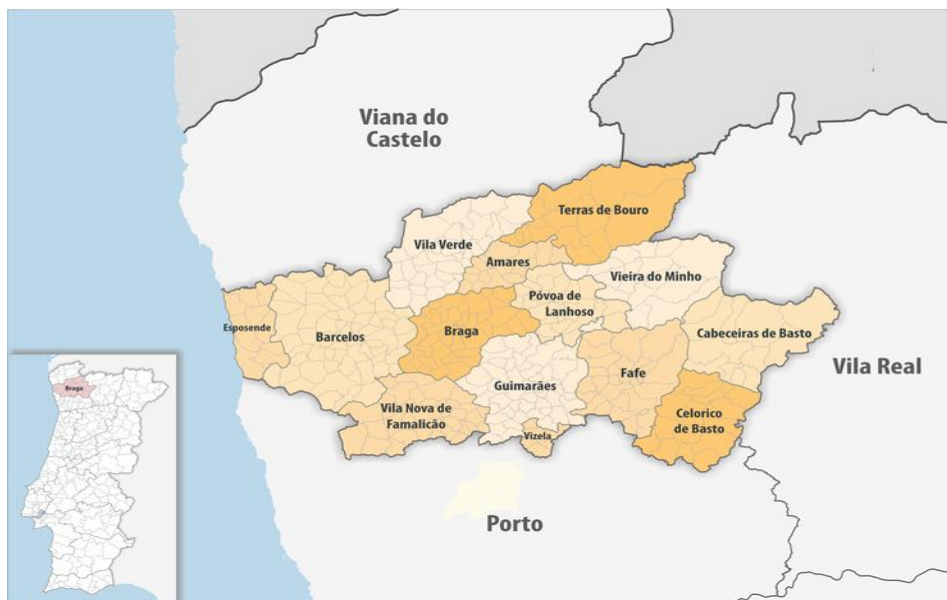 Viana do
Castelo
Terras de Bouro
Vila Verde
Amares
Vieira do Minho
Póvoa de
Lanhoso
Esposende
Barcelos
Braga
Cabeceiras de Basto
Guimarães
Fafe
Vila Real
Vila Nova de
Famalicão
Celorico
de Basto
Vizela
Porto
Braga